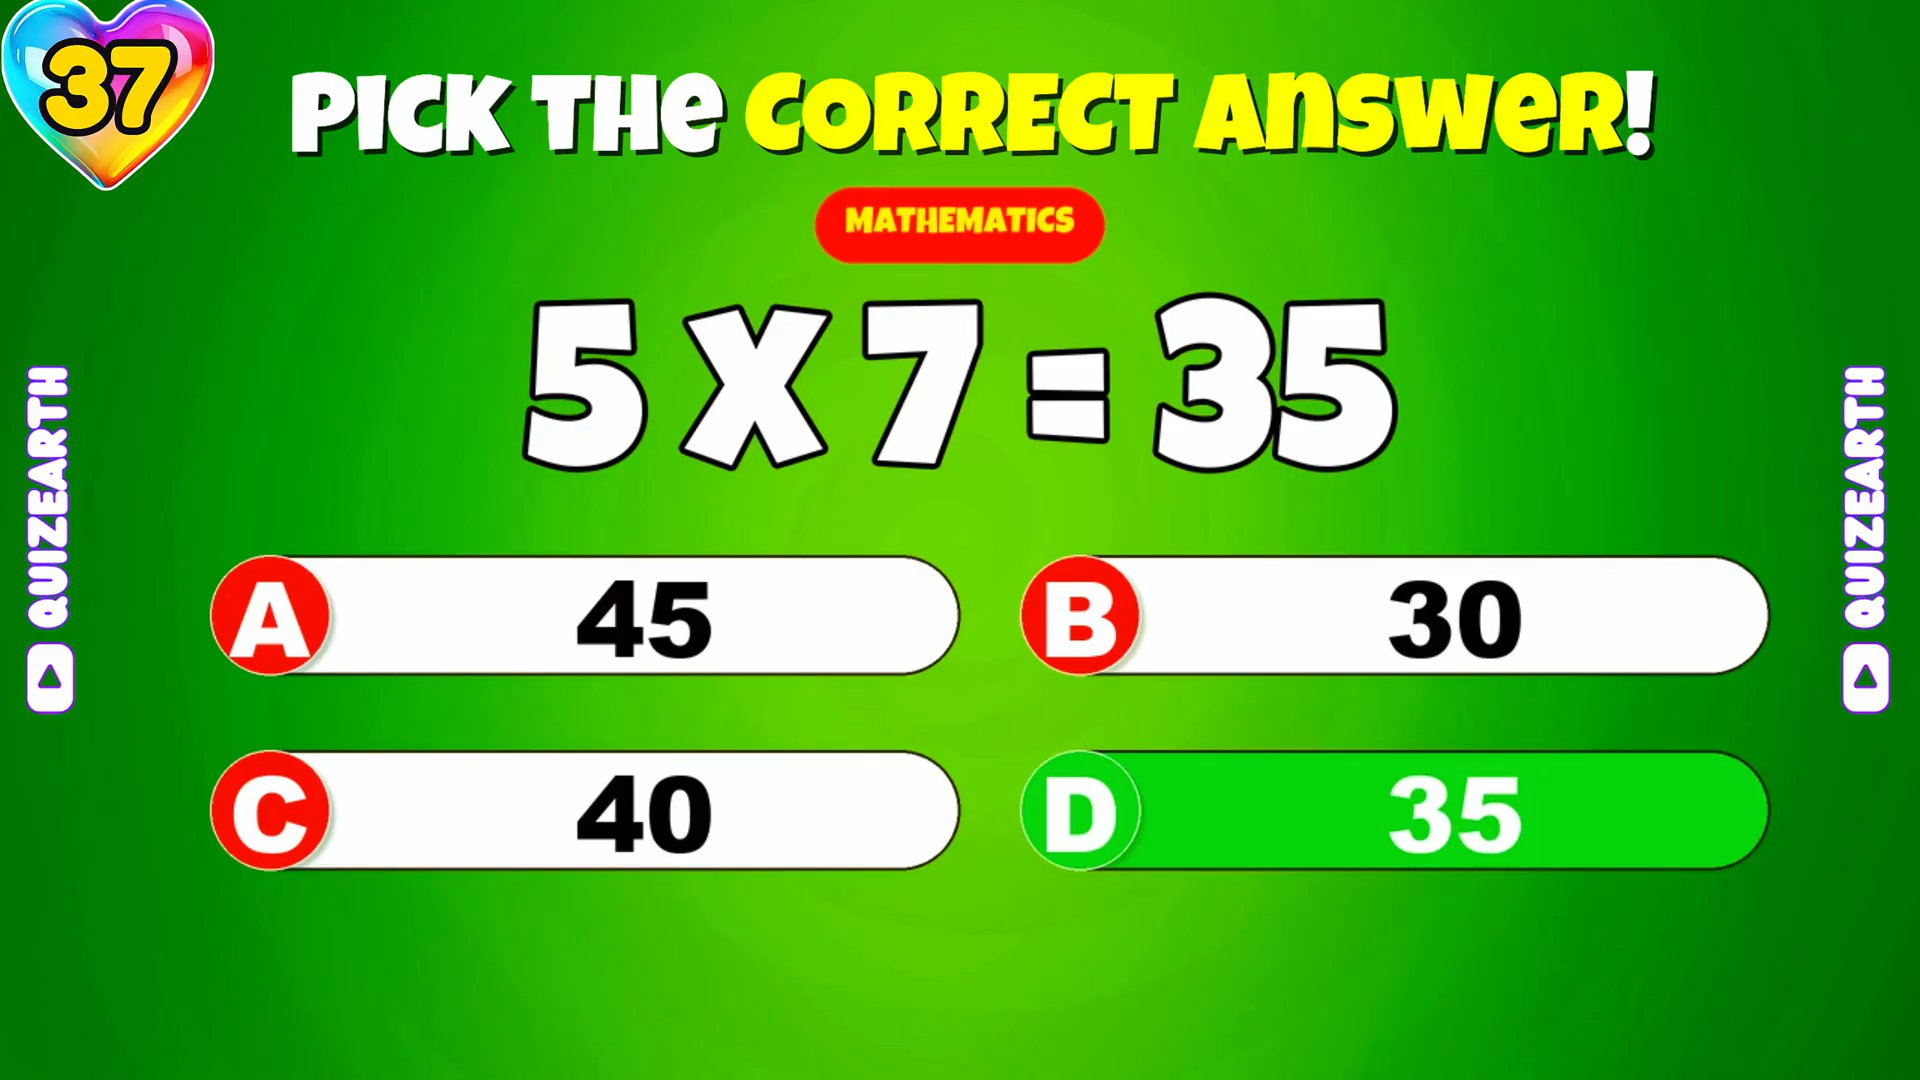 37
PICK THE CORRECT ANSWER!
MATHEMATICS
5 X 7 = 35
A 45
B 30
C 40
D 35
QUIZEARTH
QUIZEARTH